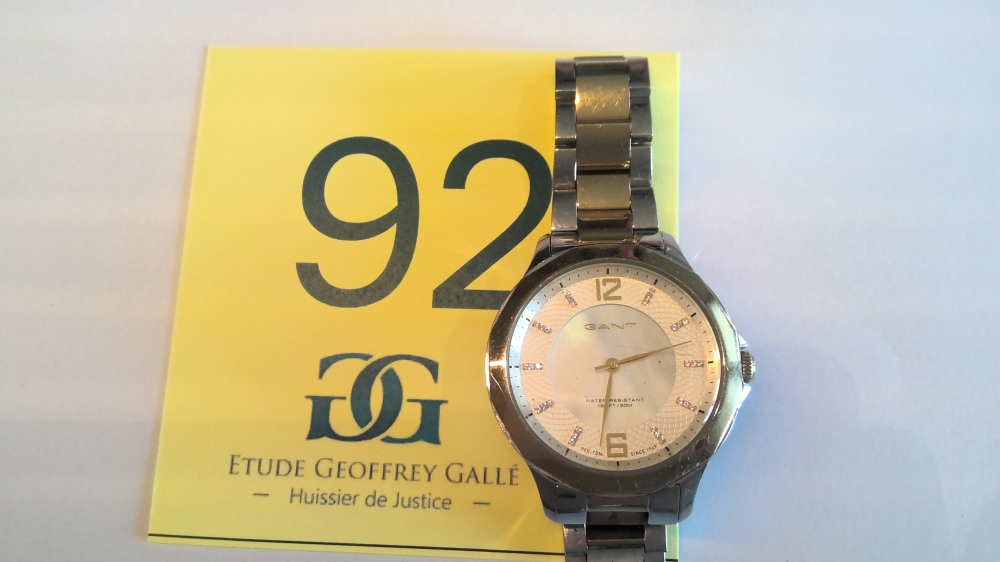 92
GG
ETUDE GEOFFREY GALLÉ
— Huissier de Justice —
12
GANT
WATER RESISTANT
6
SINCE 1949